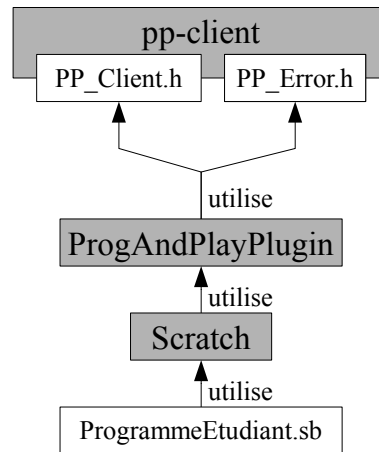 pp-client
PP_Client.h
PP_Error.h
utilise
ProgAndPlayPlugin
utilise
Scratch
utilise
ProgrammeEtudiant.sb